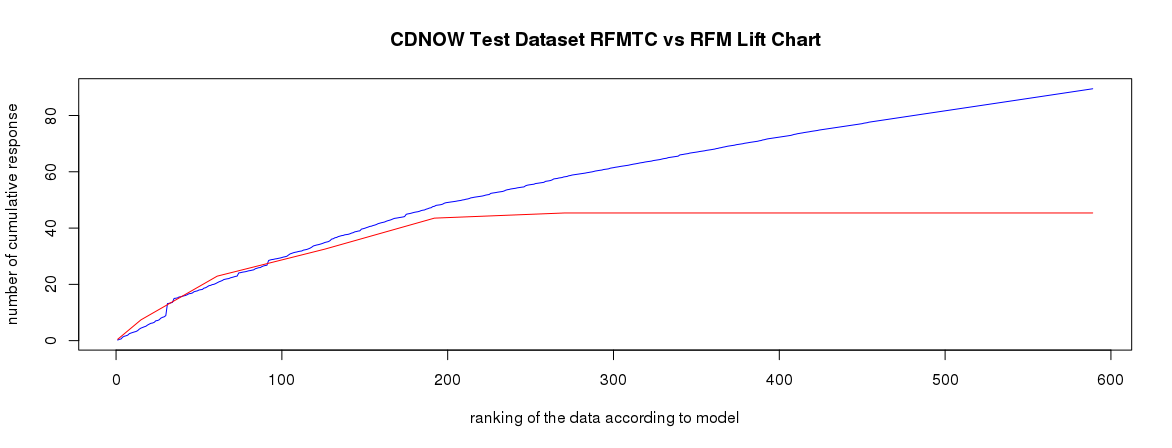 CDNOW Test Dataset RFMTC vs RFM Lift Chart
number of cumulative response
80
60
40
20
0
0 100 200 300 400 500 600
ranking of the data according to model